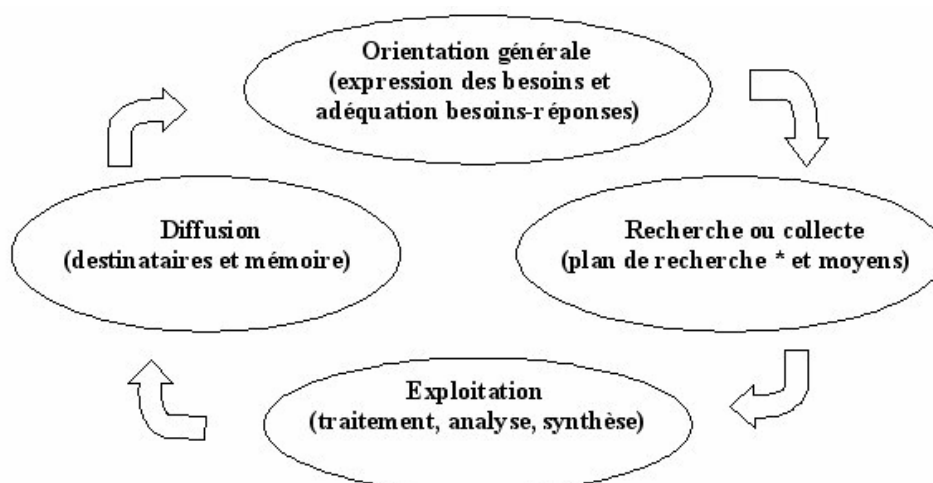 Orientation générale
(expression des besoins et
adéquation besoins-réponses)
Diffusion
(destinataires et mémoire)
Recherche ou collecte
(plan de recherche * et moyens)
Exploitation
(traitement, analyse, synthèse)